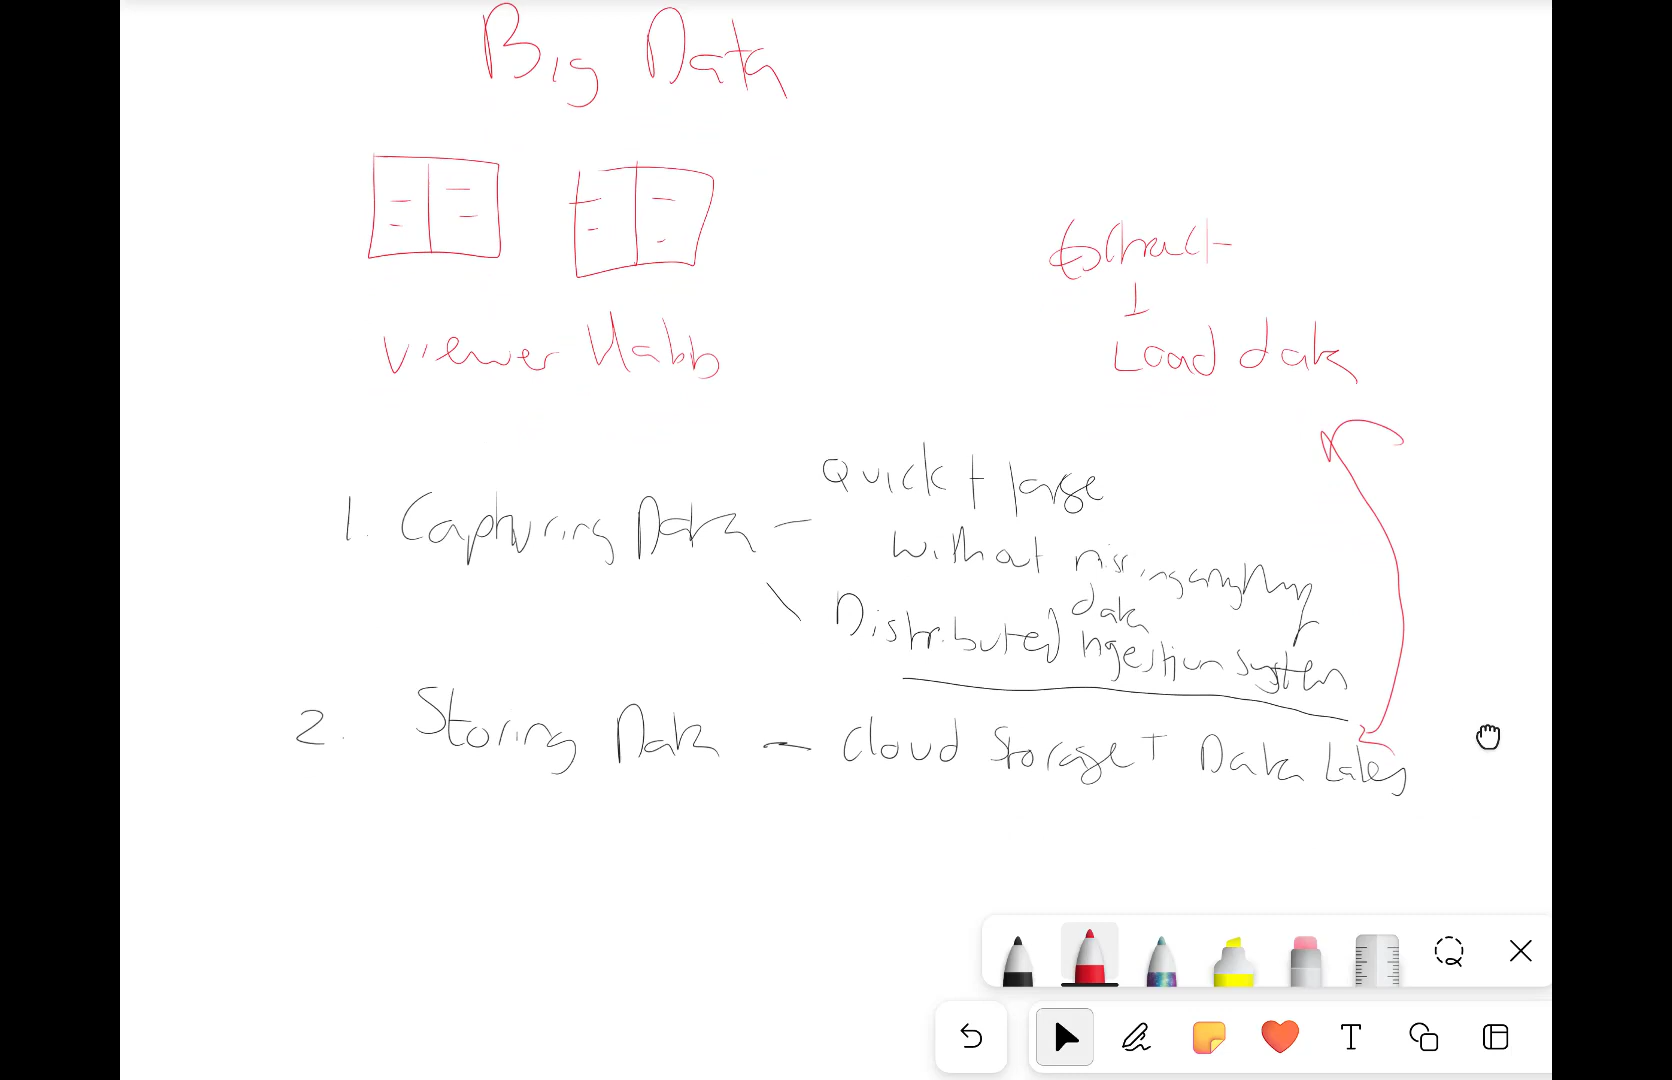 Big Data
Extract
Load data
viewer Habb
Quick + large
1. Capturing Data -
without missing anything
Distributed data ingestion system
2. Storing Data - Cloud Storage + Data Lakes
T